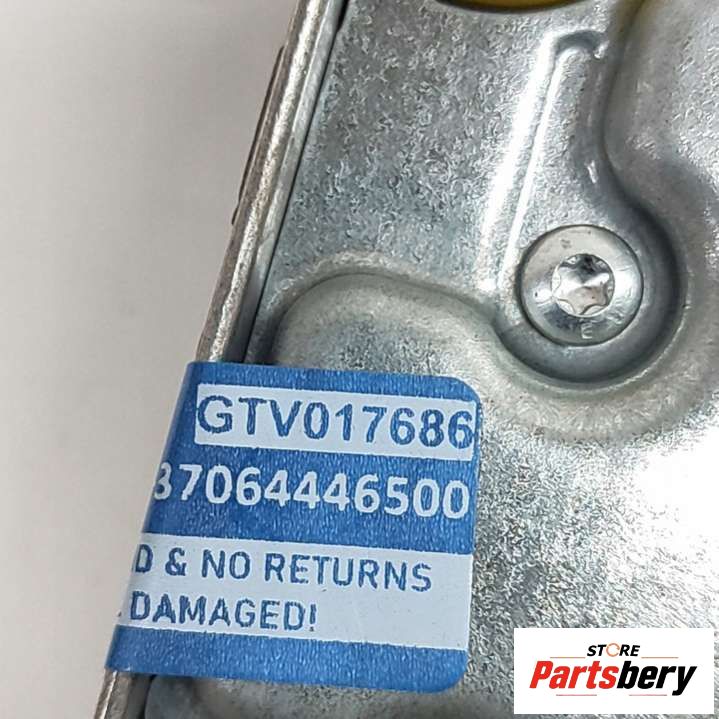 GTV017686
37064446500
& NO RETURNS
DAMAGED!
STORE
Partsbery